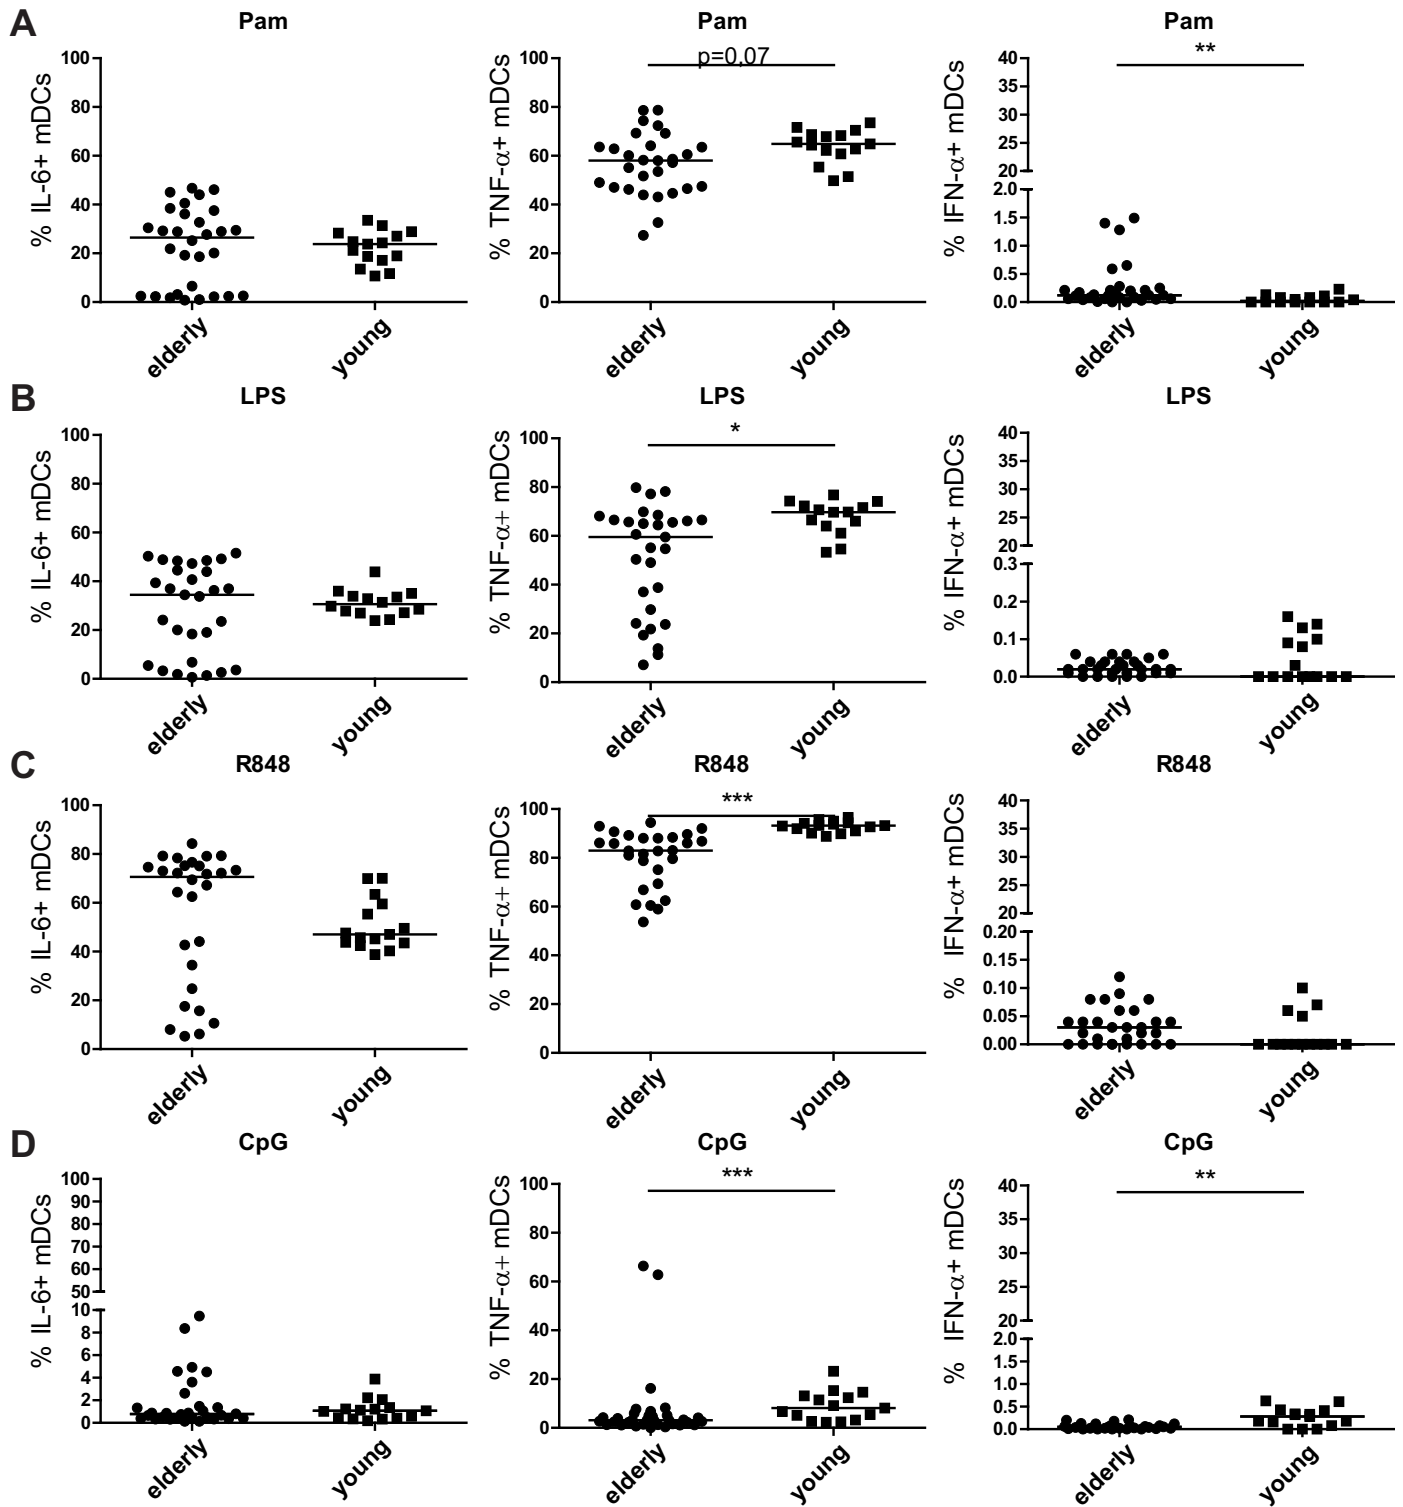 A
Pam
Pam
Pam
% IL-6+ mDCs
100
80
60
40
20
0
elderly
young
% TNF-α+ mDCs
100
80
60
40
20
0
p=0,07
elderly
young
% IFN-α+ mDCs
40
35
30
25
20
2.0
1.5
1.0
0.5
0.0
**
elderly
young
B
LPS
LPS
LPS
% IL-6+ mDCs
100
80
60
40
20
0
elderly
young
% TNF-α+ mDCs
100
80
60
40
20
0
*
elderly
young
% IFN-α+ mDCs
40
35
30
25
20
0.3
0.2
0.1
0.0
elderly
young
C
R848
R848
R848
% IL-6+ mDCs
100
80
60
40
20
0
elderly
young
% TNF-α+ mDCs
100
80
60
40
20
0
***
elderly
young
% IFN-α+ mDCs
40
35
30
25
20
0.20
0.15
0.10
0.05
0.00
elderly
young
D
CpG
CpG
CpG
% IL-6+ mDCs
100
90
80
70
60
50
10
8
6
4
2
0
elderly
young
% TNF-α+ mDCs
100
80
60
40
20
0
***
elderly
young
% IFN-α+ mDCs
40
35
30
25
20
2.0
1.5
1.0
0.5
0.0
**
elderly
young